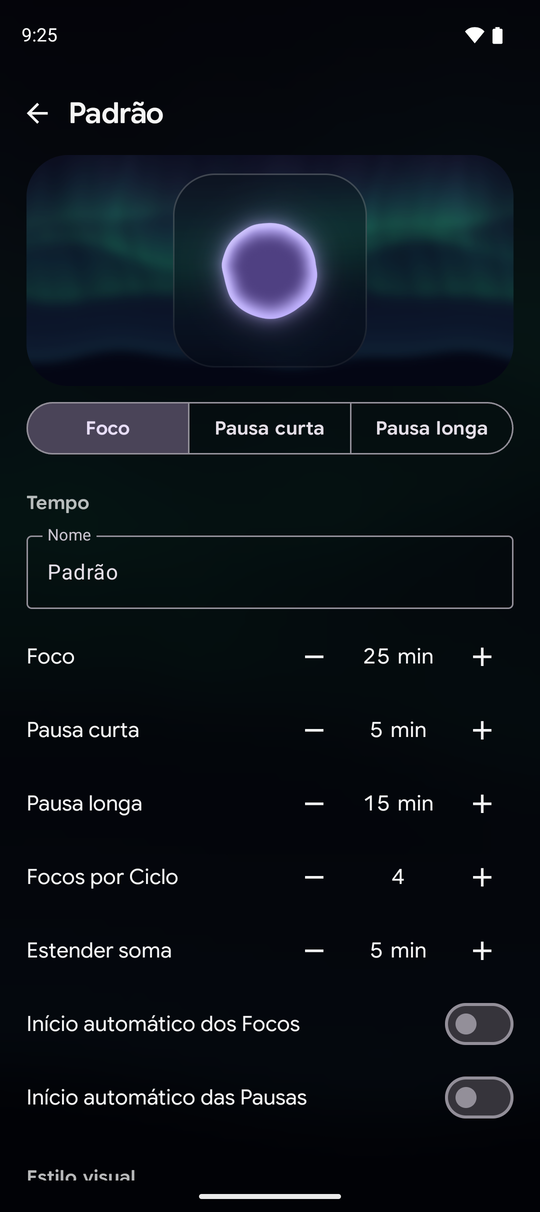 9:25
Padrão
Foco
Pausa curta
Pausa longa
Tempo
Nome
Padrão
Foco
25 min
Pausa curta
5 min
Pausa longa
15 min
Focos por Ciclo
4
Estender soma
5 min
Início automático dos Focos
Início automático das Pausas
Estilo visual